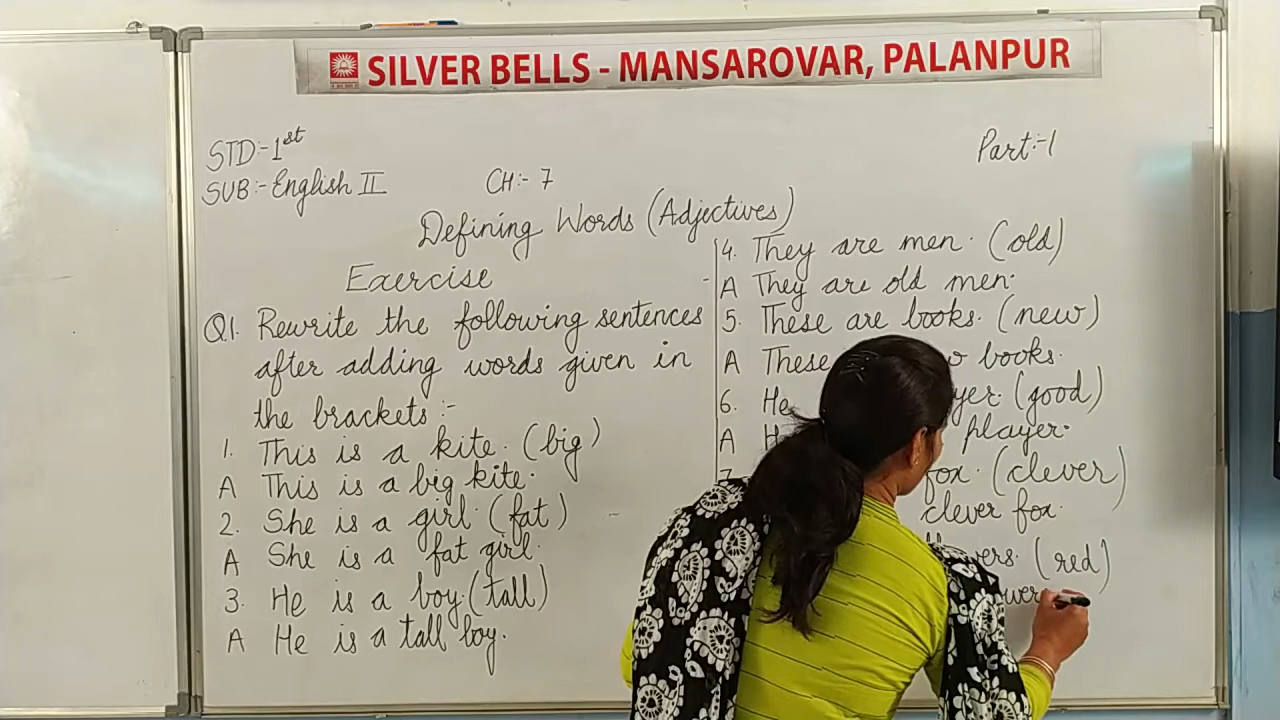 SILVER BELLS - MANSAROVAR, PALANPUR
STD:- 1st
Part:-1
SUB:- English II
CH:- 7
Defining Words (Adjectives)
Exercise
Q1. Rewrite the following sentences
after adding words given in
the brackets:-
1. This is a kite. (big)
A This is a big kite.
2. She is a girl. (fat)
A She is a fat girl.
3. He is a boy. (tall)
A He is a tall boy.
4. They are men. (old)
A They are old men.
5. These are books. (new)
A These books.
6. He (good)
A player.
fox. (clever)
clever fox.
(red)